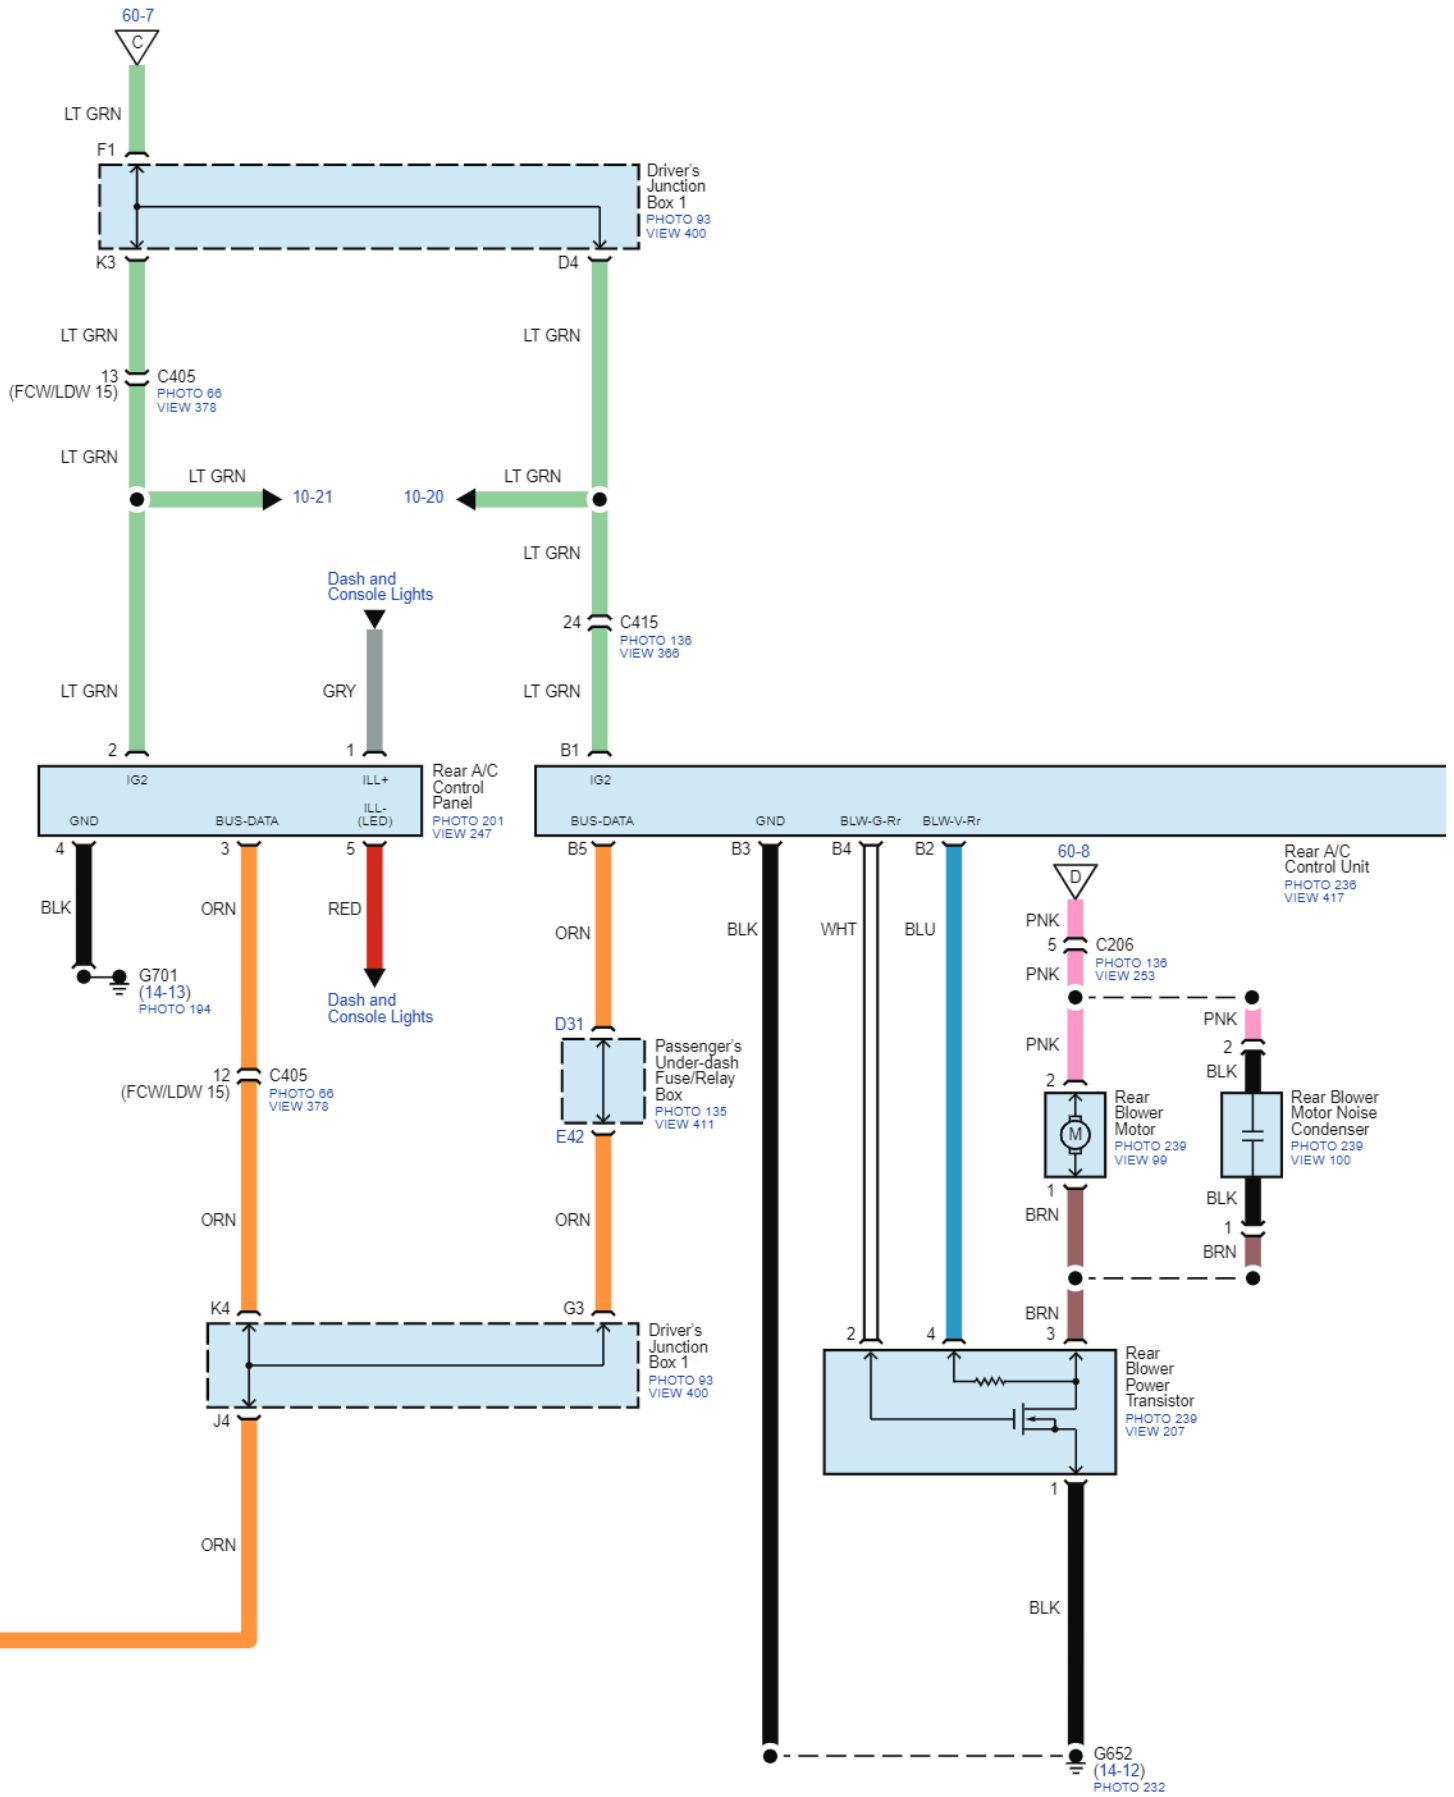 60-7
C
LT GRN
F1
Driver's
Junction
Box 1
PHOTO 93
VIEW 400
K3
D4
LT GRN
LT GRN
13
(FCW/LDW 15)
C405
PHOTO 66
VIEW 378
LT GRN
LT GRN
10-21
10-20
LT GRN
LT GRN
Dash and
Console Lights
24
C415
PHOTO 136
VIEW 366
LT GRN
GRY
LT GRN
2
1
B1
IG2
ILL+
GND
BUS-DATA
ILL-
(LED)
Rear A/C
Control
Panel
PHOTO 201
VIEW 247
IG2
BUS-DATA
GND
BLW-G-Rr
BLW-V-Rr
Rear A/C
Control Unit
PHOTO 236
VIEW 417
4
3
5
B5
B3
B4
B2
60-8
D
BLK
ORN
RED
ORN
BLK
WHT
BLU
PNK
5
C206
PHOTO 136
VIEW 253
PNK
G701
(14-13)
PHOTO 194
Dash and
Console Lights
D31
PNK
PNK
2
BLK
12
(FCW/LDW 15)
C405
PHOTO 66
VIEW 378
Passenger's
Under-dash
Fuse/Relay
Box
PHOTO 135
VIEW 411
2
M
Rear
Blower
Motor
PHOTO 239
VIEW 99
Rear Blower
Motor Noise
Condenser
PHOTO 239
VIEW 100
E42
1
BLK
1
ORN
ORN
BRN
BRN
K4
G3
BRN
2
4
3
Driver's
Junction
Box 1
PHOTO 93
VIEW 400
Rear
Blower
Power
Transistor
PHOTO 239
VIEW 207
J4
1
ORN
BLK
G652
(14-12)
PHOTO 232